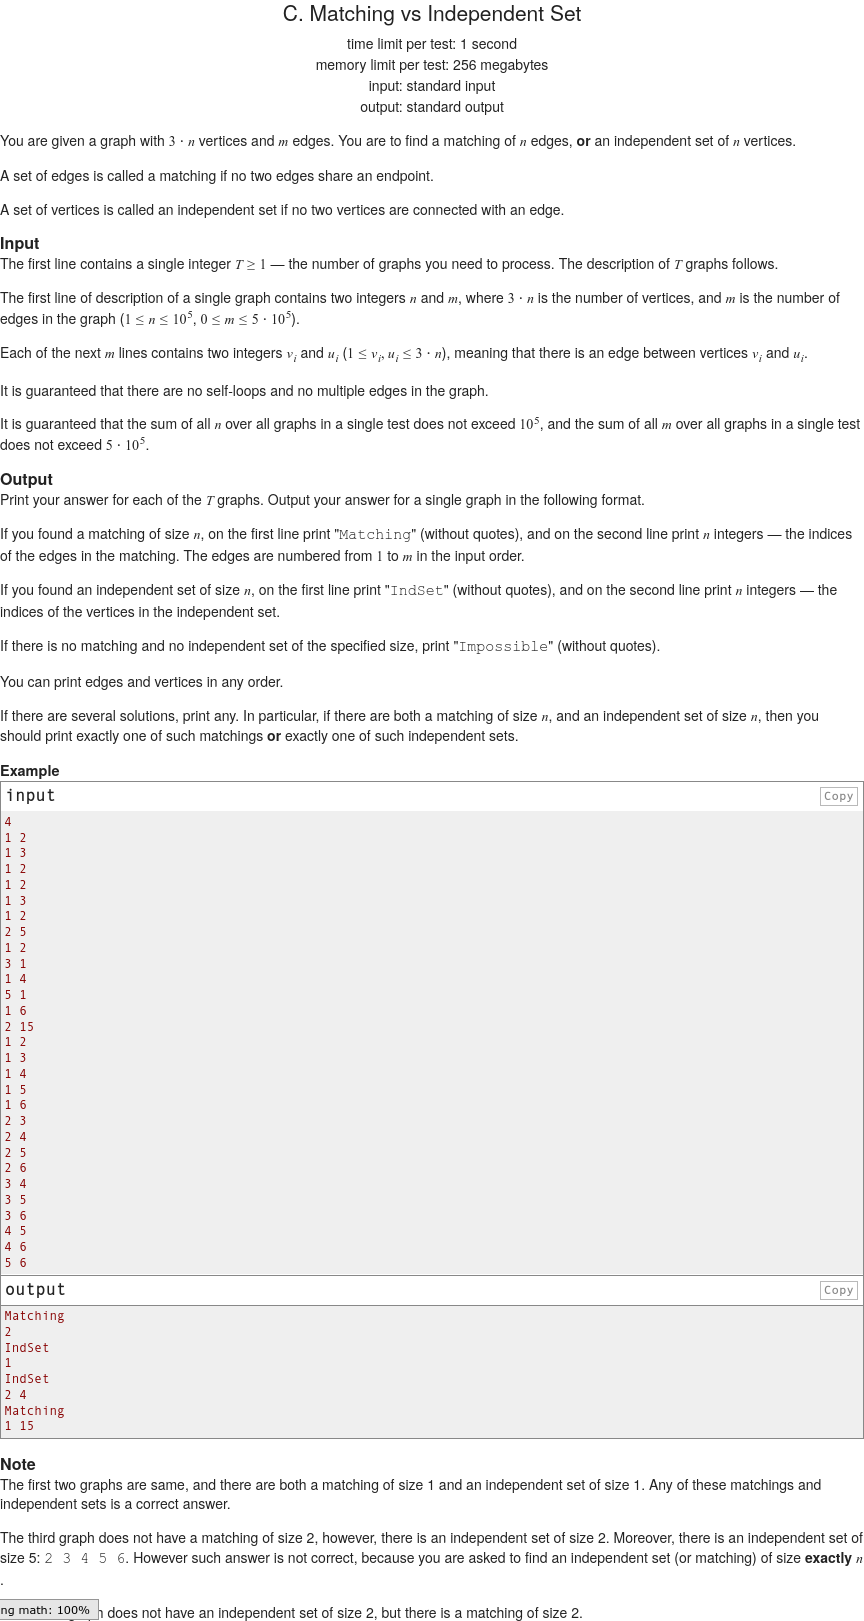 C. Matching vs Independent Set
time limit per test: 1 second
memory limit per test: 256 megabytes
input: standard input
output: standard output
You are given a graph with 3 · n vertices and m edges. You are to find a matching of n edges, or an independent set of n vertices.
A set of edges is called a matching if no two edges share an endpoint.
A set of vertices is called an independent set if no two vertices are connected with an edge.
Input
The first line contains a single integer T ≥ 1 — the number of graphs you need to process. The description of T graphs follows.
The first line of description of a single graph contains two integers n and m, where 3 · n is the number of vertices, and m is the number of
edges in the graph (1 ≤ n ≤ 10^5, 0 ≤ m ≤ 5 · 10^5).
Each of the next m lines contains two integers v_i and u_i (1 ≤ v_i, u_i ≤ 3 · n), meaning that there is an edge between vertices v_i and u_i.
It is guaranteed that there are no self-loops and no multiple edges in the graph.
It is guaranteed that the sum of all n over all graphs in a single test does not exceed 10^5, and the sum of all m over all graphs in a single test
does not exceed 5 · 10^5.
Output
Print your answer for each of the T graphs. Output your answer for a single graph in the following format.
If you found a matching of size n, on the first line print "Matching" (without quotes), and on the second line print n integers — the indices
of the edges in the matching. The edges are numbered from 1 to m in the input order.
If you found an independent set of size n, on the first line print "IndSet" (without quotes), and on the second line print n integers — the
indices of the vertices in the independent set.
If there is no matching and no independent set of the specified size, print "Impossible" (without quotes).
You can print edges and vertices in any order.
If there are several solutions, print any. In particular, if there are both a matching of size n, and an independent set of size n, then you
should print exactly one of such matchings or exactly one of such independent sets.
Example
input Copy
4
1 2
1 3
1 2
1 2
1 3
1 2
2 5
1 2
3 1
1 4
5 1
1 6
2 15
1 2
1 3
1 4
1 5
1 6
2 3
2 4
2 5
2 6
3 4
3 5
3 6
4 5
4 6
5 6
output Copy
Matching
2
IndSet
1
IndSet
2 4
Matching
1 15
Note
The first two graphs are same, and there are both a matching of size 1 and an independent set of size 1. Any of these matchings and
independent sets is a correct answer.
The third graph does not have a matching of size 2, however, there is an independent set of size 2. Moreover, there is an independent set of
size 5: 2 3 4 5 6. However such answer is not correct, because you are asked to find an independent set (or matching) of size exactly n
.
ng math: 100% does not have an independent set of size 2, but there is a matching of size 2.